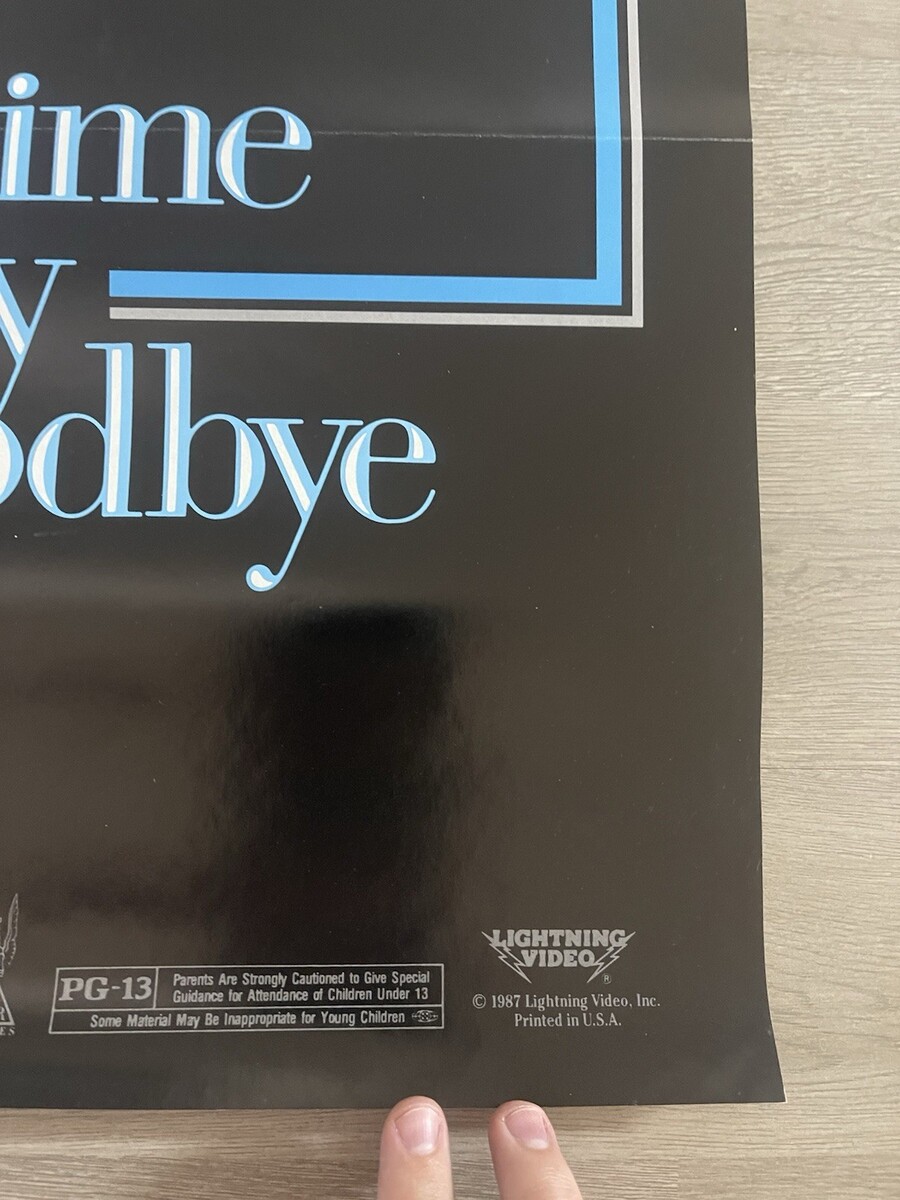 ime
y
odbye
PG-13
Parents Are Strongly Cautioned to Give Special
Guidance for Attendance of Children Under 13
Some Material May Be Inappropriate for Young Children
LIGHTNING
VIDEO
®
© 1987 Lightning Video, Inc.
Printed in U.S.A.